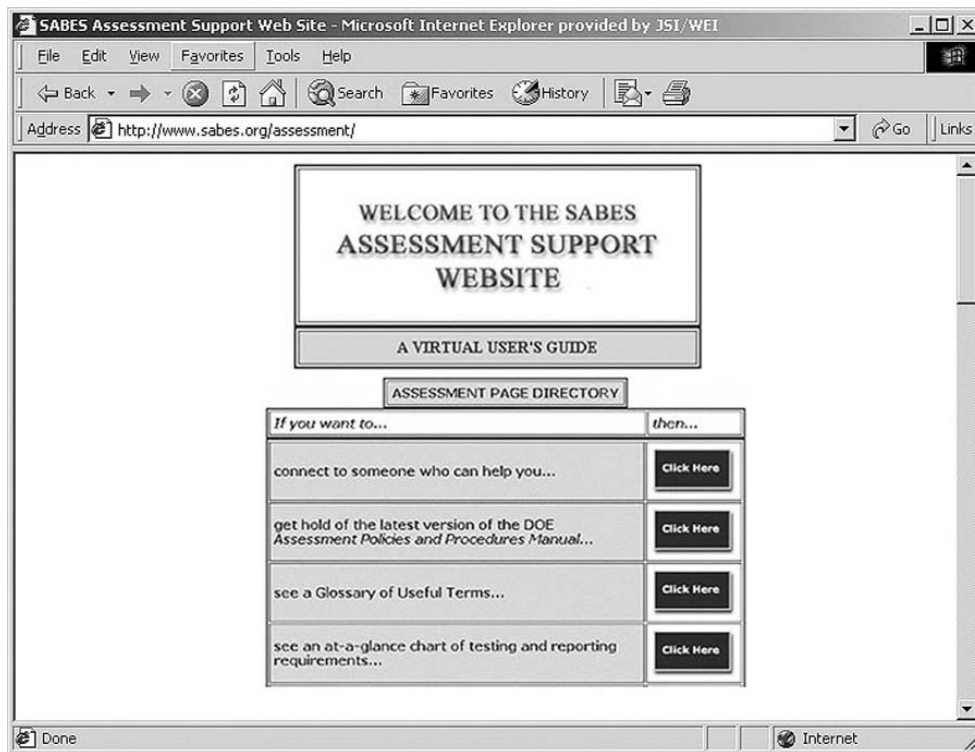 SABES Assessment Support Web Site - Microsoft Internet Explorer provided by JSI/WEI
File Edit View Favorites Tools Help
Back Search Favorites History
Address http://www.sabes.org/assessment/ Go Links
WELCOME TO THE SABES
ASSESSMENT SUPPORT
WEBSITE
A VIRTUAL USER'S GUIDE
ASSESSMENT PAGE DIRECTORY
If you want to... then...
connect to someone who can help you... Click Here
get hold of the latest version of the DOE
Assessment Policies and Procedures Manual... Click Here
see a Glossary of Useful Terms... Click Here
see an at-a-glance chart of testing and reporting
requirements... Click Here
Done Internet